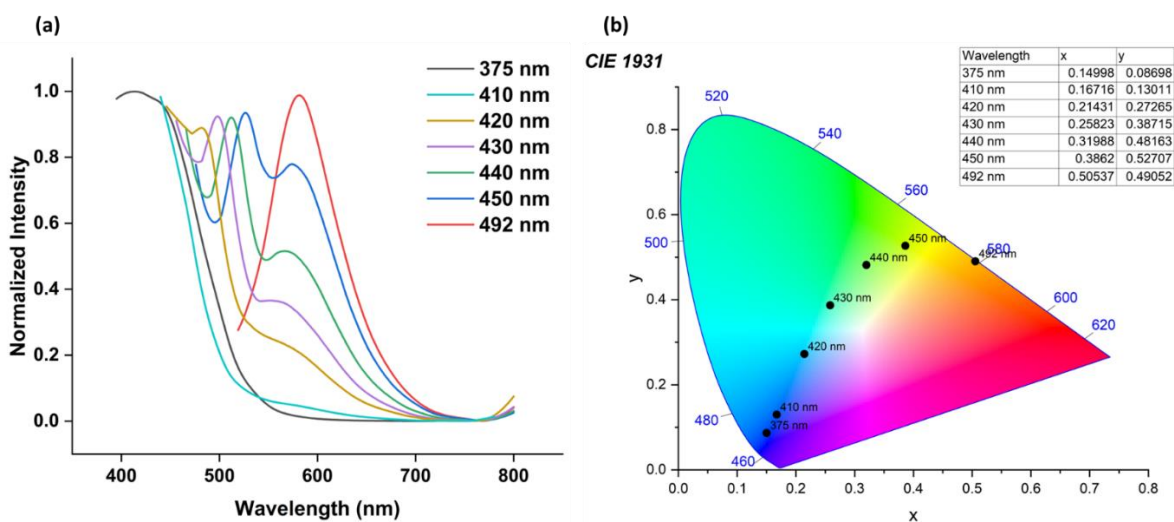 (a)
(b)
375 nm
410 nm
420 nm
430 nm
440 nm
450 nm
492 nm
1.0
0.8
0.6
0.4
0.2
0.0
Normalized Intensity
400 500 600 700 800
Wavelength (nm)
CIE 1931
Wavelength x y
375 nm 0.14998 0.08698
410 nm 0.16716 0.13011
420 nm 0.21431 0.27265
430 nm 0.25823 0.38715
440 nm 0.31988 0.48163
450 nm 0.3862 0.52707
492 nm 0.50537 0.49052
520
540
560
500
580
600
620
480
460
450 nm
440 nm
492 nm
430 nm
420 nm
410 nm
375 nm
0.8
0.6
0.4
0.2
0.0
y
0.0 0.1 0.2 0.3 0.4 0.5 0.6 0.7 0.8
x